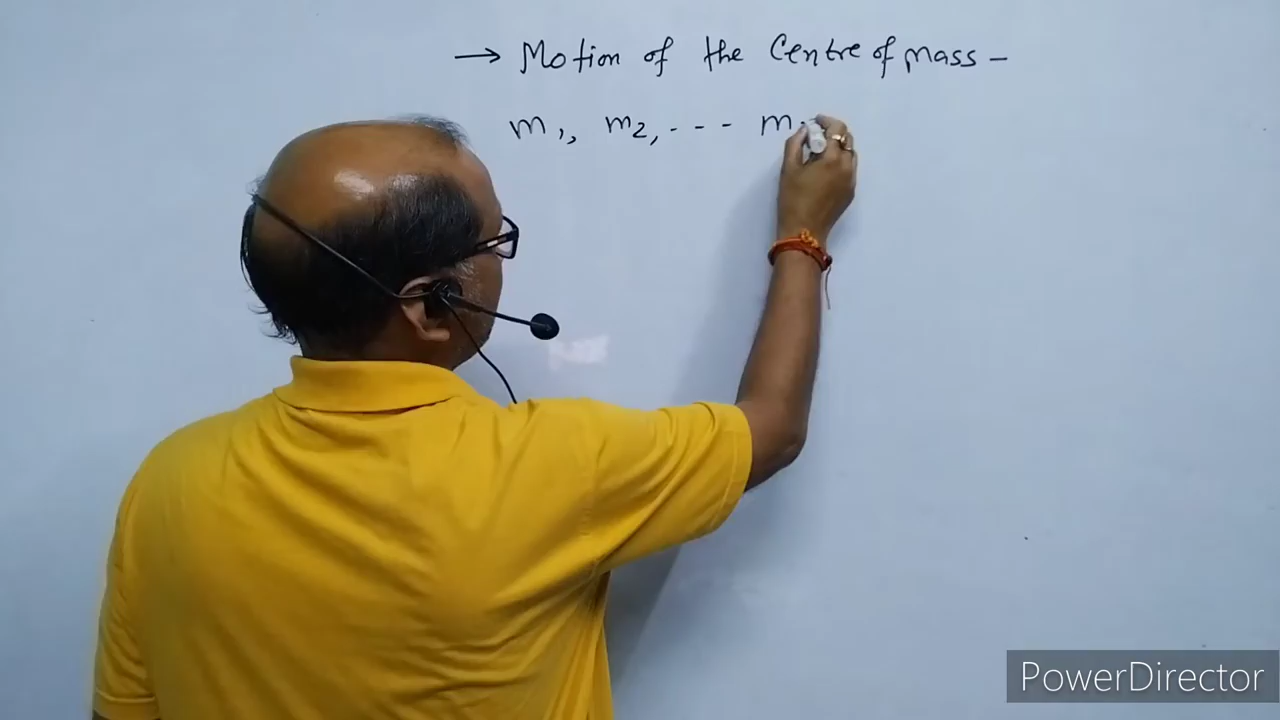 → Motion of the Centre of mass -
m1, m2, - - - m
PowerDirector